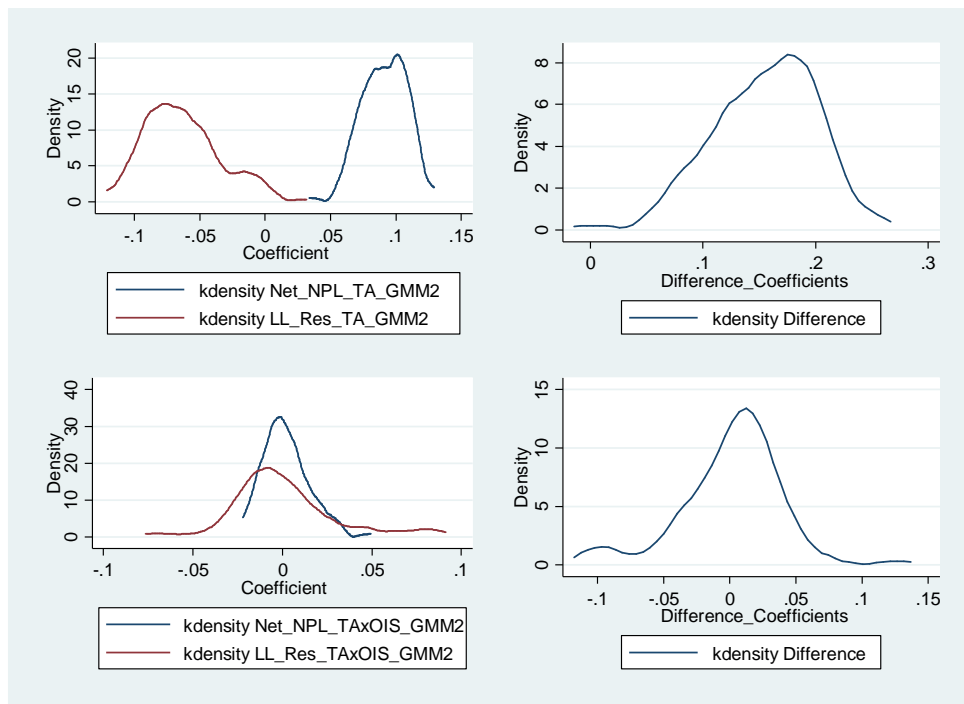 Density
0 5 10 15 20
-.1 -.05 0 .05 .1 .15
Coefficient
kdensity Net_NPL_TA_GMM2
kdensity LL_Res_TA_GMM2
Density
0 2 4 6 8
0 .1 .2 .3
Difference_Coefficients
kdensity Difference
Density
0 10 20 30 40
-.1 -.05 0 .05 .1
Coefficient
kdensity Net_NPL_TAxOIS_GMM2
kdensity LL_Res_TAxOIS_GMM2
Density
0 5 10 15
-.1 -.05 0 .05 .1 .15
Difference_Coefficients
kdensity Difference